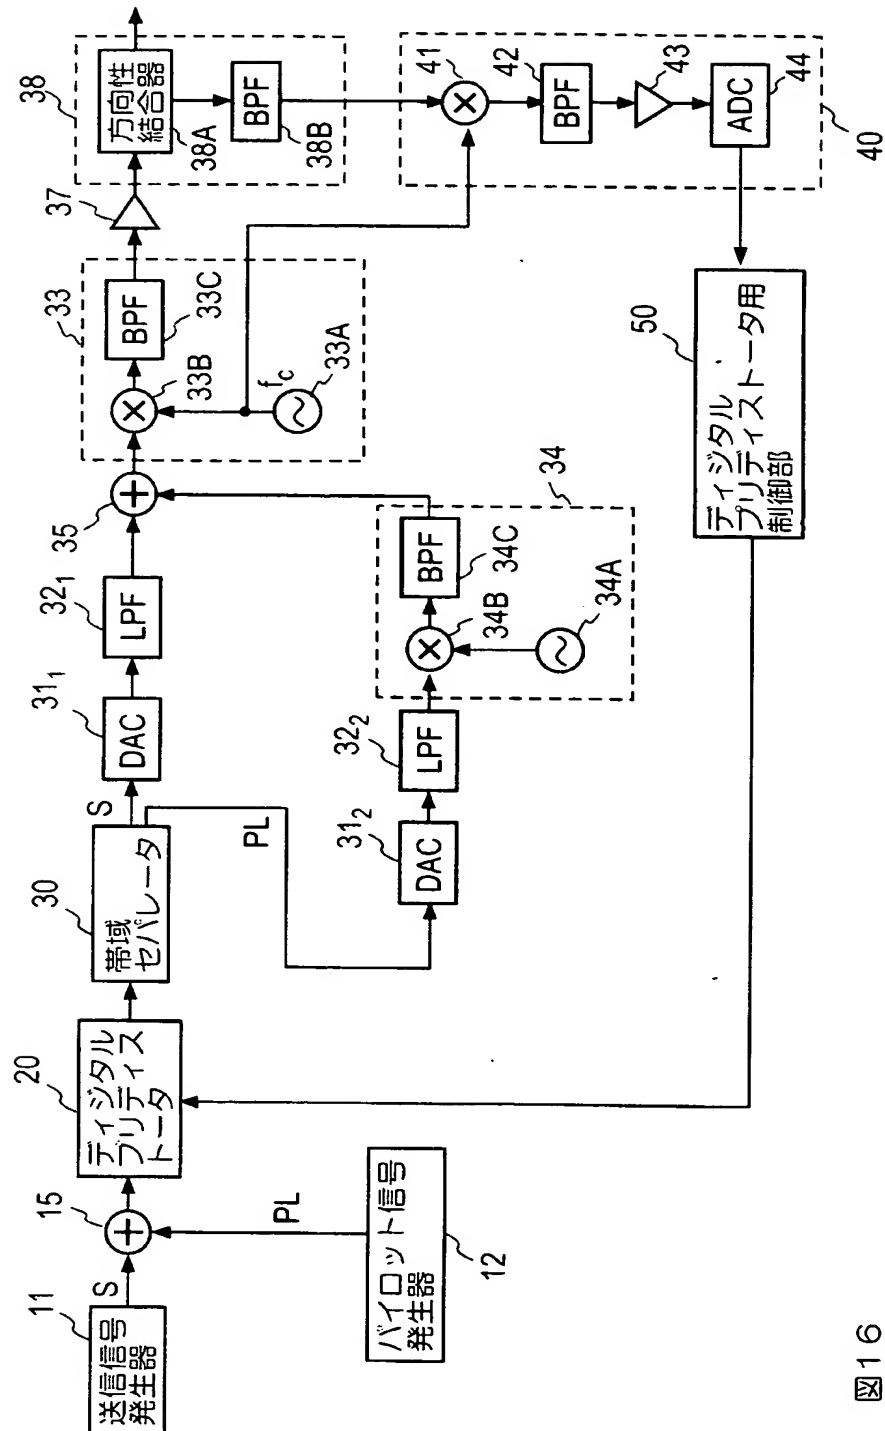 11
送信信号
発生器
S
15
PL
パイロット信号
発生器
12
20
ディジタル
プリディス
トータ
30
帯域
セパレータ
S
PL
31₁
DAC
32₁
LPF
35
31₂
DAC
32₂
LPF
34
34B
34A
BPF
34C
33
33B
fc
33A
BPF
33C
37
38
方向性
結合器
38A
BPF
38B
41
42
BPF
43
ADC
44
40
50
ディジタル
プリディストータ用
制御部
図16